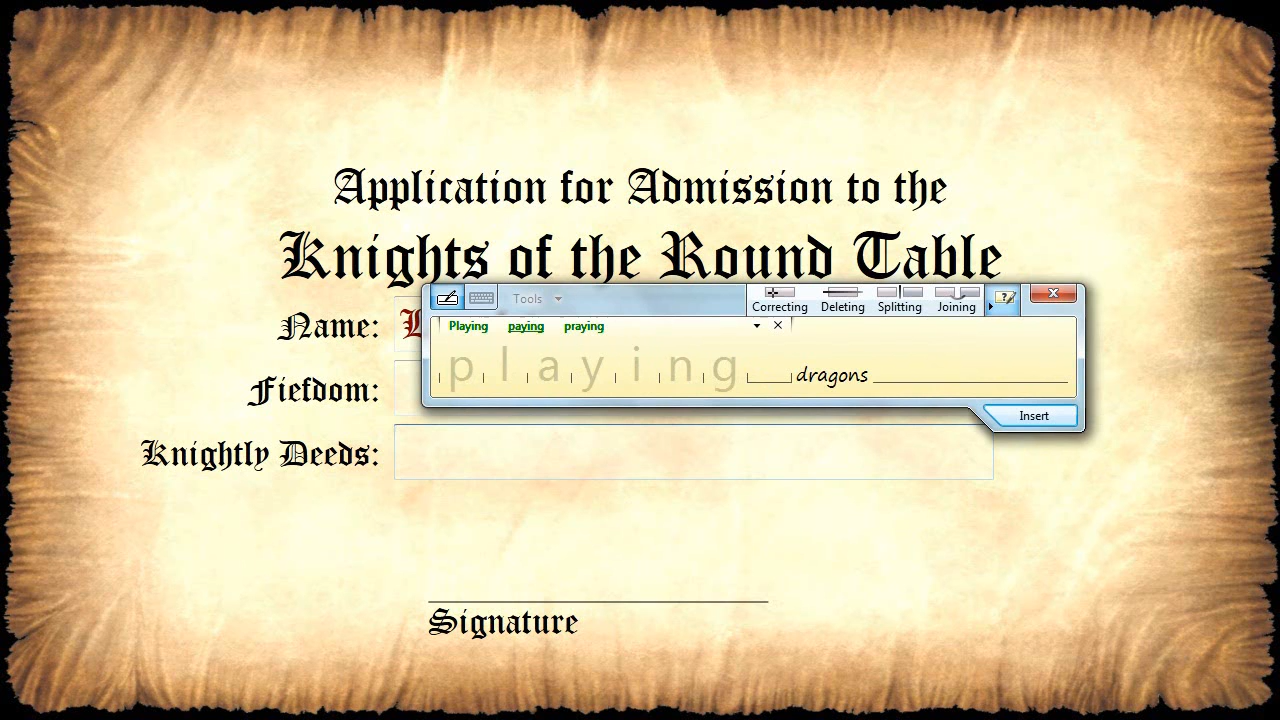 Application for Admission to the
Knights of the Round Table
Tools
Correcting Deleting Splitting Joining
Name:
Playing paying praying
playing dragons
Fiefdom:
Insert
Knightly Deeds:
Signature